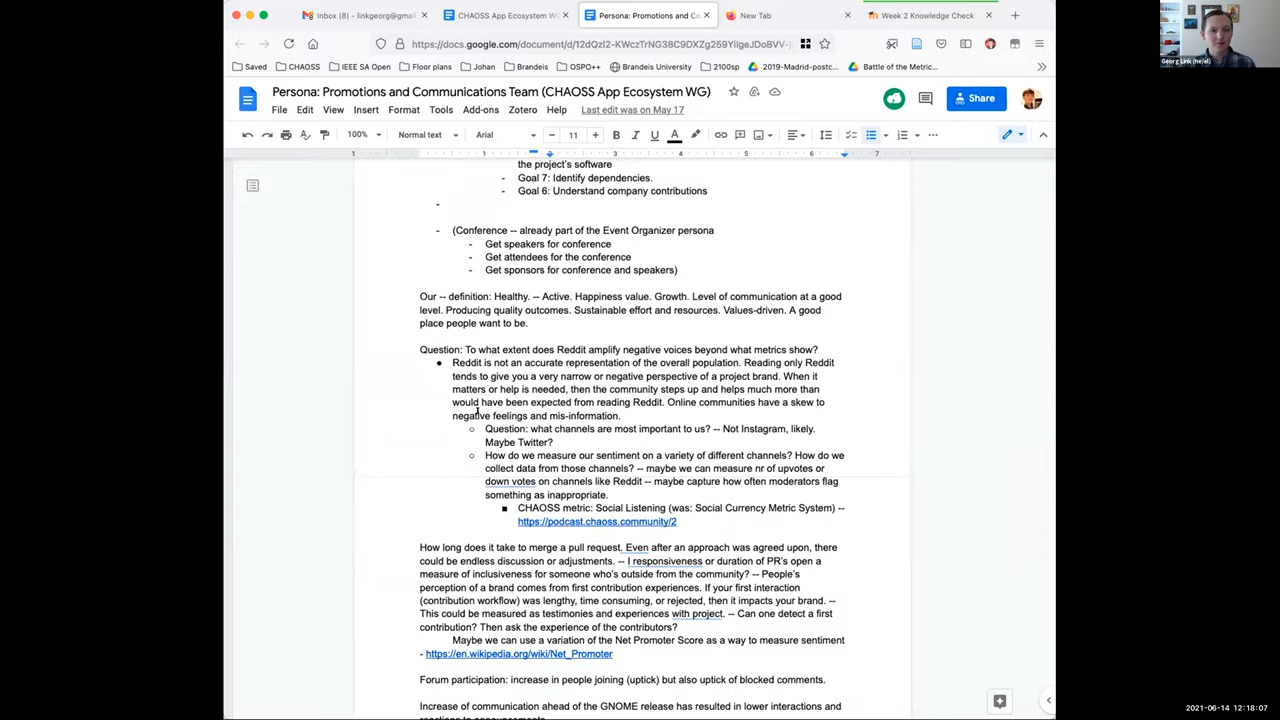 Inbox (8) - linkgeorg@gmail
CHAOSS App Ecosystem WG
Persona: Promotions and Co
New Tab
Week 2 Knowledge Check
https://docs.google.com/document/d/12dQzI2-KWczTrNG38C9DXZg259YilgeJDoBVV-
Saved
CHAOSS
IEEE SA Open
Floor plans
Johan
Brandeis
OSPO++
Brandeis University
2100sp
2019-Madrid-postc...
Battle of the Metric...
Georg Link (he/el)
Persona: Promotions and Communications Team (CHAOSS App Ecosystem WG)
Share
File Edit View Insert Format Tools Add-ons Zotero Help Last edit was on May 17
100% Normal text Arial 11 B I U A
1 1 2 3 4 5 6 7
the project's software
- Goal 7: Identify dependencies.
- Goal 6: Understand company contributions
-
- (Conference -- already part of the Event Organizer persona
- Get speakers for conference
- Get attendees for the conference
- Get sponsors for conference and speakers)
Our -- definition: Healthy. -- Active. Happiness value. Growth. Level of communication at a good
level. Producing quality outcomes. Sustainable effort and resources. Values-driven. A good
place people want to be.
Question: To what extent does Reddit amplify negative voices beyond what metrics show?
● Reddit is not an accurate representation of the overall population. Reading only Reddit
tends to give you a very narrow or negative perspective of a project brand. When it
matters or help is needed, then the community steps up and helps much more than
would have been expected from reading Reddit. Online communities have a skew to
negative feelings and mis-information.
○ Question: what channels are most important to us? -- Not Instagram, likely.
Maybe Twitter?
○ How do we measure our sentiment on a variety of different channels? How do we
collect data from those channels? -- maybe we can measure nr of upvotes or
down votes on channels like Reddit -- maybe capture how often moderators flag
something as inappropriate.
■ CHAOSS metric: Social Listening (was: Social Currency Metric System) --
https://podcast.chaoss.community/2
How long does it take to merge a pull request. Even after an approach was agreed upon, there
could be endless discussion or adjustments. -- I responsiveness or duration of PR's open a
measure of inclusiveness for someone who's outside from the community? -- People's
perception of a brand comes from first contribution experiences. If your first interaction
(contribution workflow) was lengthy, time consuming, or rejected, then it impacts your brand. --
This could be measured as testimonies and experiences with project. -- Can one detect a first
contribution? Then ask the experience of the contributors?
Maybe we can use a variation of the Net Promoter Score as a way to measure sentiment
- https://en.wikipedia.org/wiki/Net_Promoter
Forum participation: increase in people joining (uptick) but also uptick of blocked comments.
Increase of communication ahead of the GNOME release has resulted in lower interactions and
reactions to announcements
2021-06-14 12:18:07